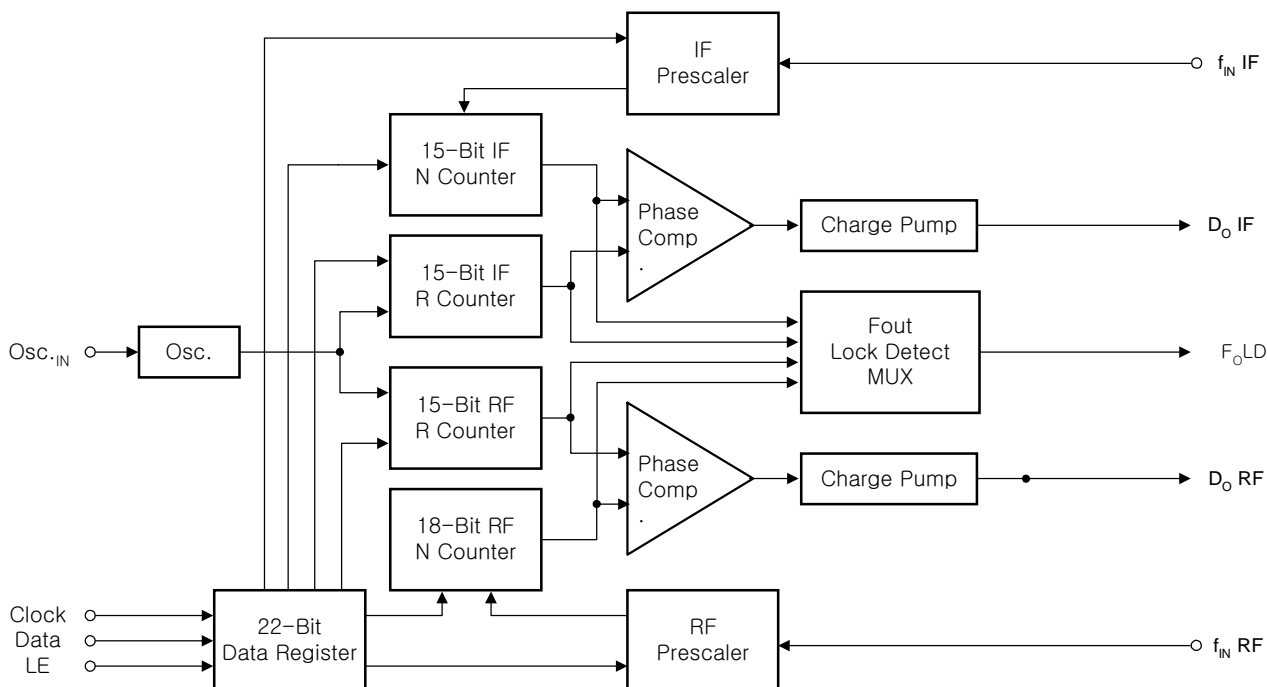 IF
Prescaler
f_IN IF
15-Bit IF
N Counter
Phase
Comp
.
Charge Pump
D_O IF
15-Bit IF
R Counter
Osc._IN
Osc.
Fout
Lock Detect
MUX
F_OLD
15-Bit RF
R Counter
Phase
Comp
.
Charge Pump
D_O RF
18-Bit RF
N Counter
Clock
Data
LE
22-Bit
Data Register
RF
Prescaler
f_IN RF